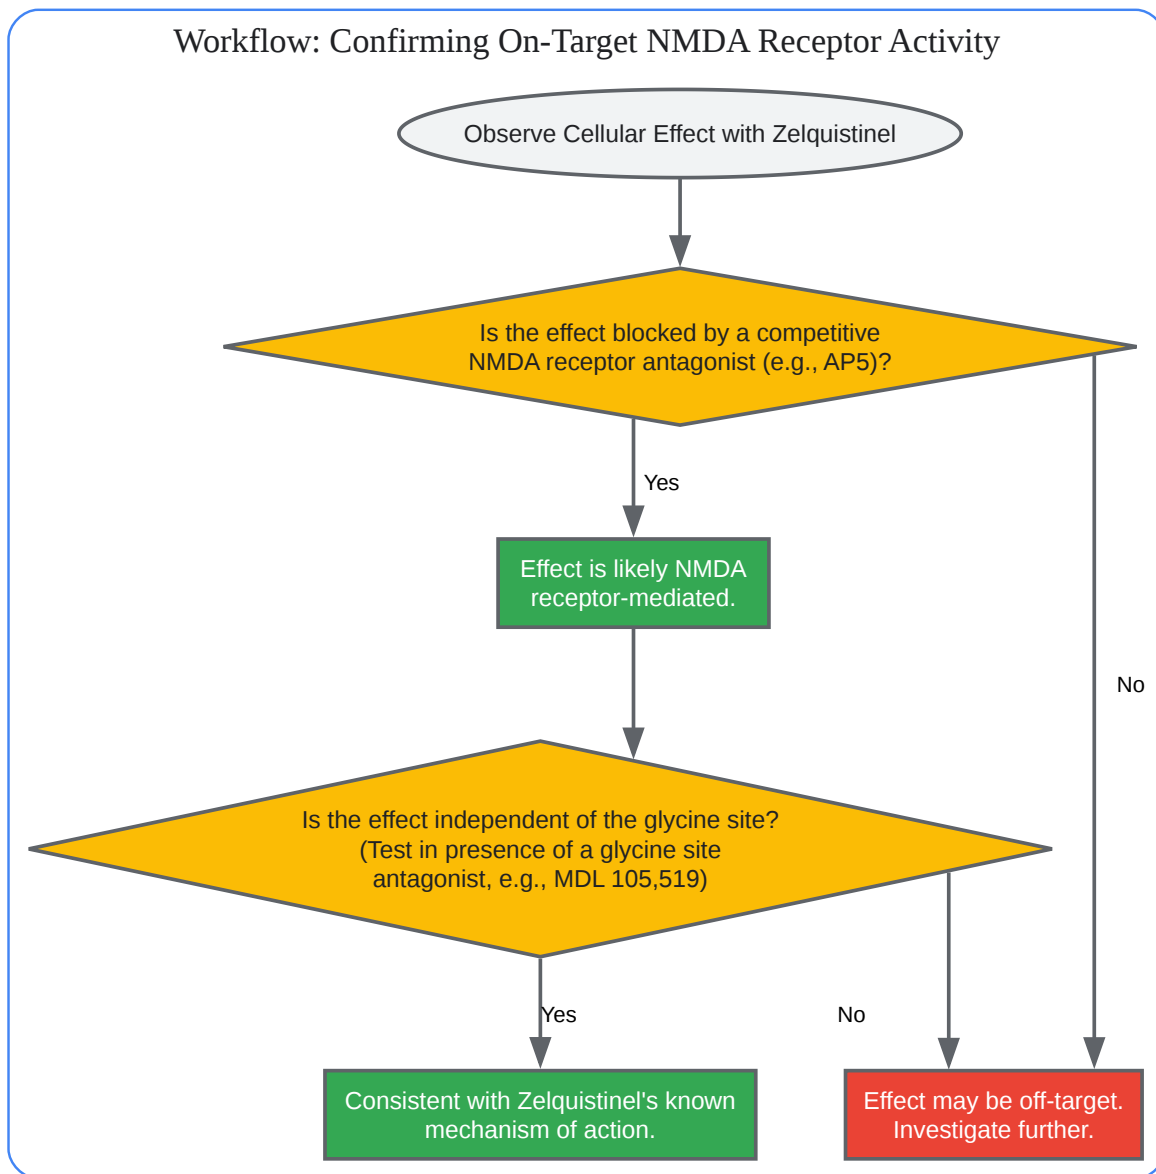 Workflow: Confirming On-Target NMDA Receptor Activity
Observe Cellular Effect with Zelquistinel
Is the effect blocked by a competitive
NMDA receptor antagonist (e.g., AP5)?
Yes
Effect is likely NMDA
receptor-mediated.
No
Is the effect independent of the glycine site?
(Test in presence of a glycine site
antagonist, e.g., MDL 105,519)
Yes
No
Consistent with Zelquistinel's known
mechanism of action.
Effect may be off-target.
Investigate further.